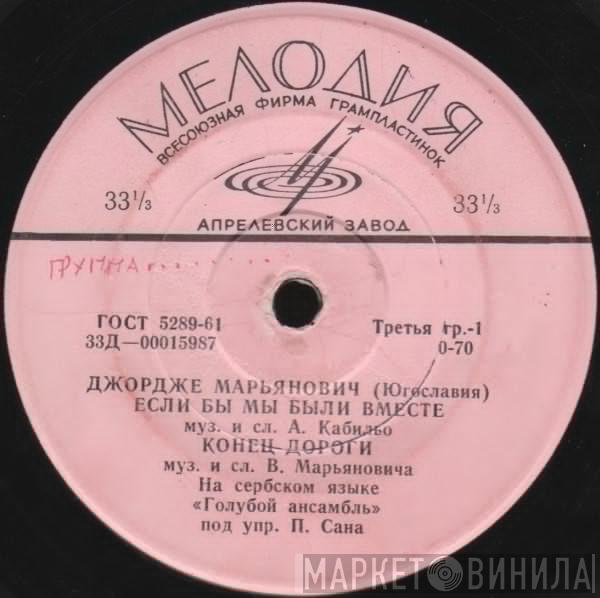 МЕЛОДИЯ
ВСЕСОЮЗНАЯ ФИРМА ГРАМПЛАСТИНОК
33⅓ 33⅓
АПРЕЛЕВСКИЙ ЗАВОД
ГРУППА..........
ГОСТ 5289-61 Третья гр.-1
33Д—00015987 0-70
ДЖОРДЖЕ МАРЬЯНОВИЧ (Югославия)
ЕСЛИ БЫ МЫ БЫЛИ ВМЕСТЕ
муз. и сл. А. Кабильо
КОНЕЦ ДОРОГИ
муз. и сл. В. Марьяновича
На сербском языке
«Голубой ансамбль»
под упр. П. Сана
МАРКЕТ ВИНИЛА